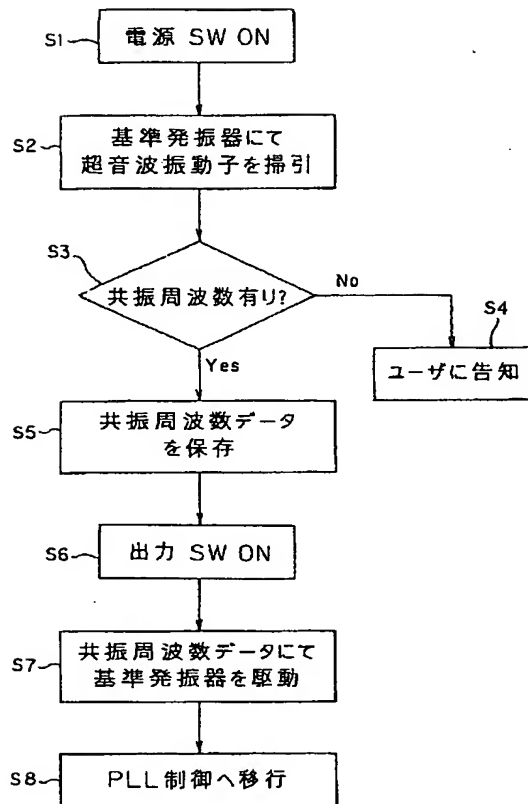 S1
電源 SW ON
S2
基準発振器にて
超音波振動子を掃引
S3
共振周波数有り?
No
S4
ユーザに告知
Yes
S5
共振周波数データ
を保存
S6
出力 SW ON
S7
共振周波数データにて
基準発振器を駆動
S8
PLL制御へ移行